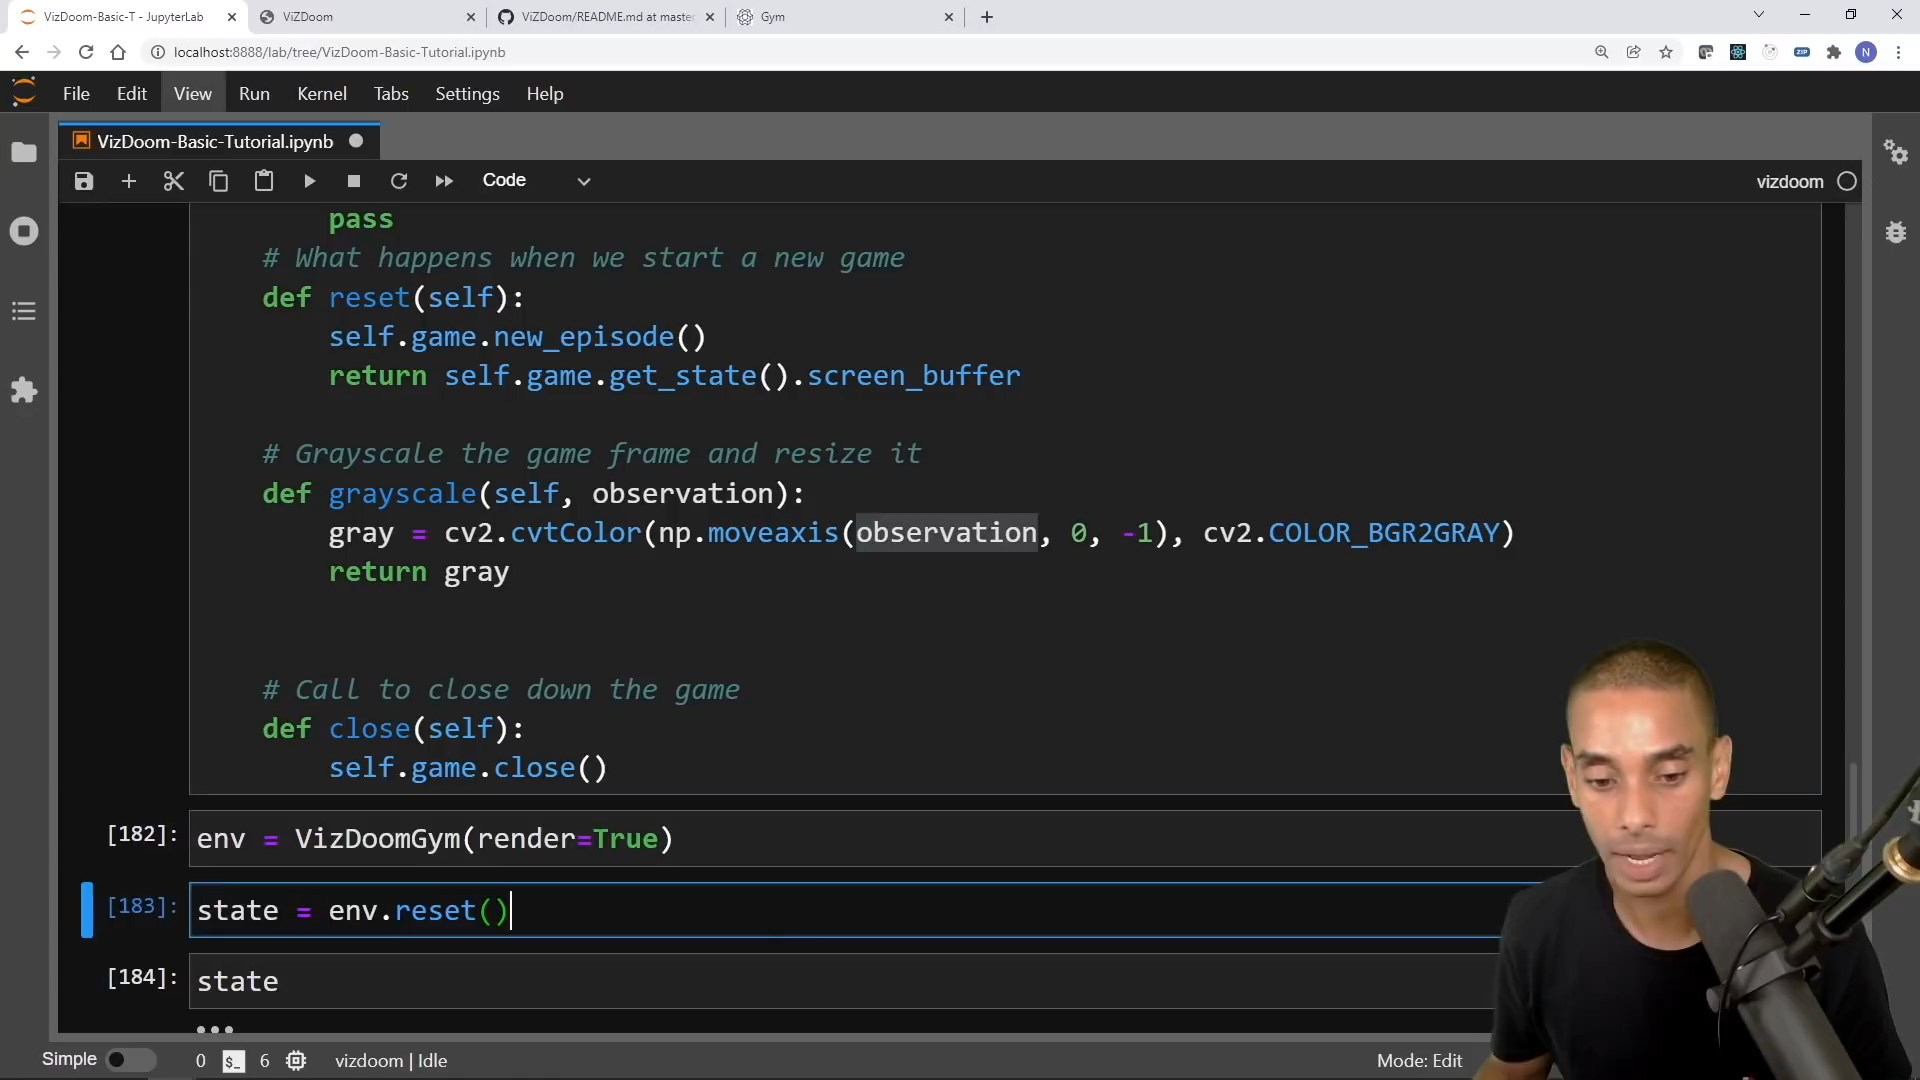 VizDoom-Basic-T - JupyterLab
ViZDoom
ViZDoom/README.md at master
Gym
localhost:8888/lab/tree/VizDoom-Basic-Tutorial.ipynb
ZIP
N
File Edit View Run Kernel Tabs Settings Help
VizDoom-Basic-Tutorial.ipynb
Code
vizdoom
pass
# What happens when we start a new game
def reset(self):
self.game.new_episode()
return self.game.get_state().screen_buffer
# Grayscale the game frame and resize it
def grayscale(self, observation):
gray = cv2.cvtColor(np.moveaxis(observation, 0, -1), cv2.COLOR_BGR2GRAY)
return gray
# Call to close down the game
def close(self):
self.game.close()
[182]: env = VizDoomGym(render=True)
[183]: state = env.reset()
[184]: state
Simple 0 $_ 6 vizdoom | Idle Mode: Edit